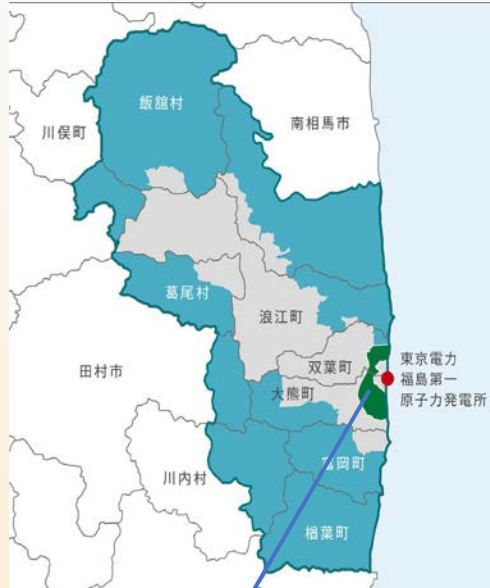 飯舘村
南相馬市
川俣町
葛尾村
浪江町
双葉町
東京電力
福島第一
原子力発電所
大熊町
田村市
富岡町
川内村
楢葉町